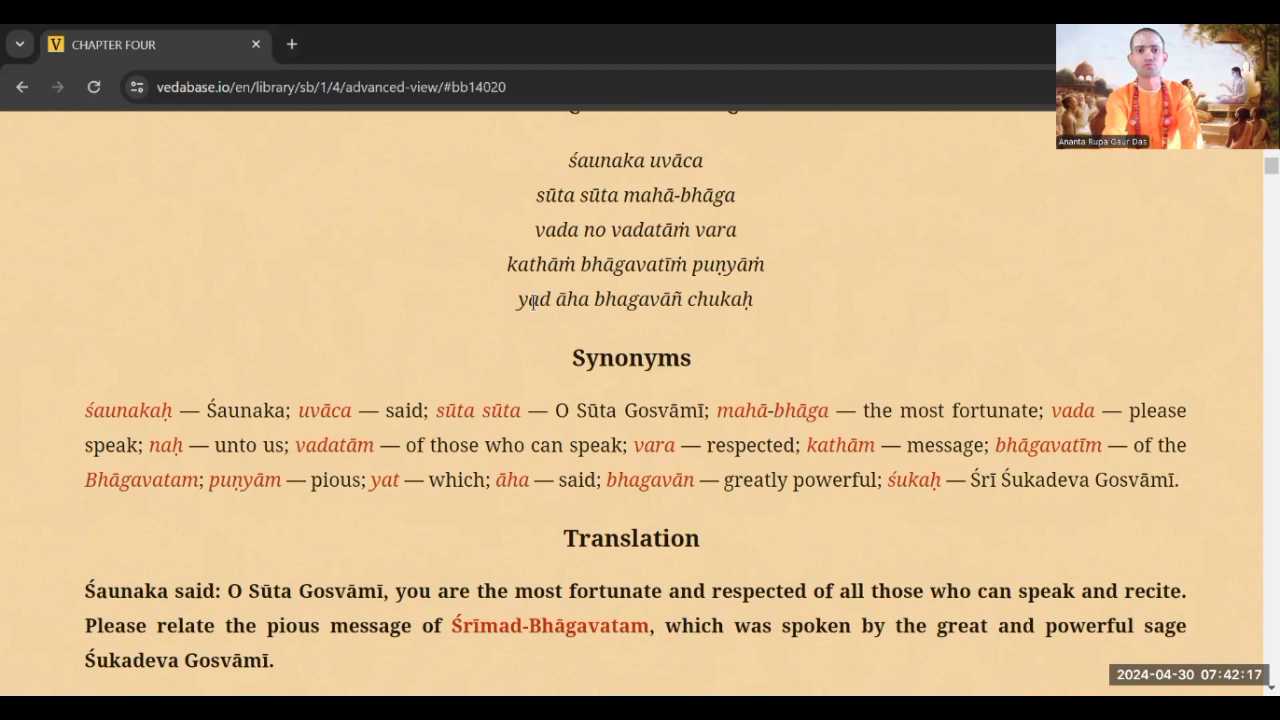 V CHAPTER FOUR
vedabase.io/en/library/sb/1/4/advanced-view/#bb14020
Ananta Rupa Gaur Das
śaunaka uvāca
sūta sūta mahā-bhāga
vada no vadatāṁ vara
kathāṁ bhāgavatīṁ puṇyāṁ
yad āha bhagavāñ chukaḥ
Synonyms
śaunakaḥ — Śaunaka; uvāca — said; sūta sūta — O Sūta Gosvāmī; mahā-bhāga — the most fortunate; vada — please
speak; naḥ — unto us; vadatām — of those who can speak; vara — respected; kathām — message; bhāgavatīm — of the
Bhāgavatam; puṇyām — pious; yat — which; āha — said; bhagavān — greatly powerful; śukaḥ — Śrī Śukadeva Gosvāmī.
Translation
Śaunaka said: O Sūta Gosvāmī, you are the most fortunate and respected of all those who can speak and recite.
Please relate the pious message of Śrīmad-Bhāgavatam, which was spoken by the great and powerful sage
Śukadeva Gosvāmī.
2024-04-30 07:42:17